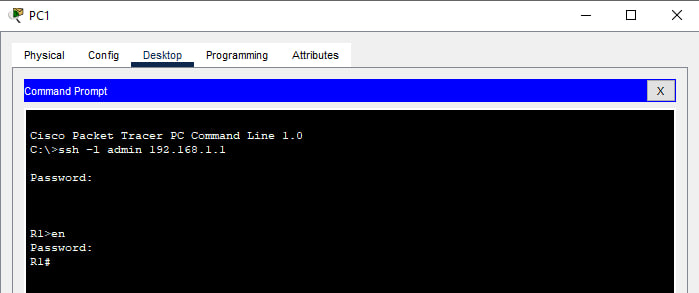 PC1
Physical Config Desktop Programming Attributes
Command Prompt X
Cisco Packet Tracer PC Command Line 1.0
C:\>ssh -l admin 192.168.1.1
Password:
R1>en
Password:
R1#